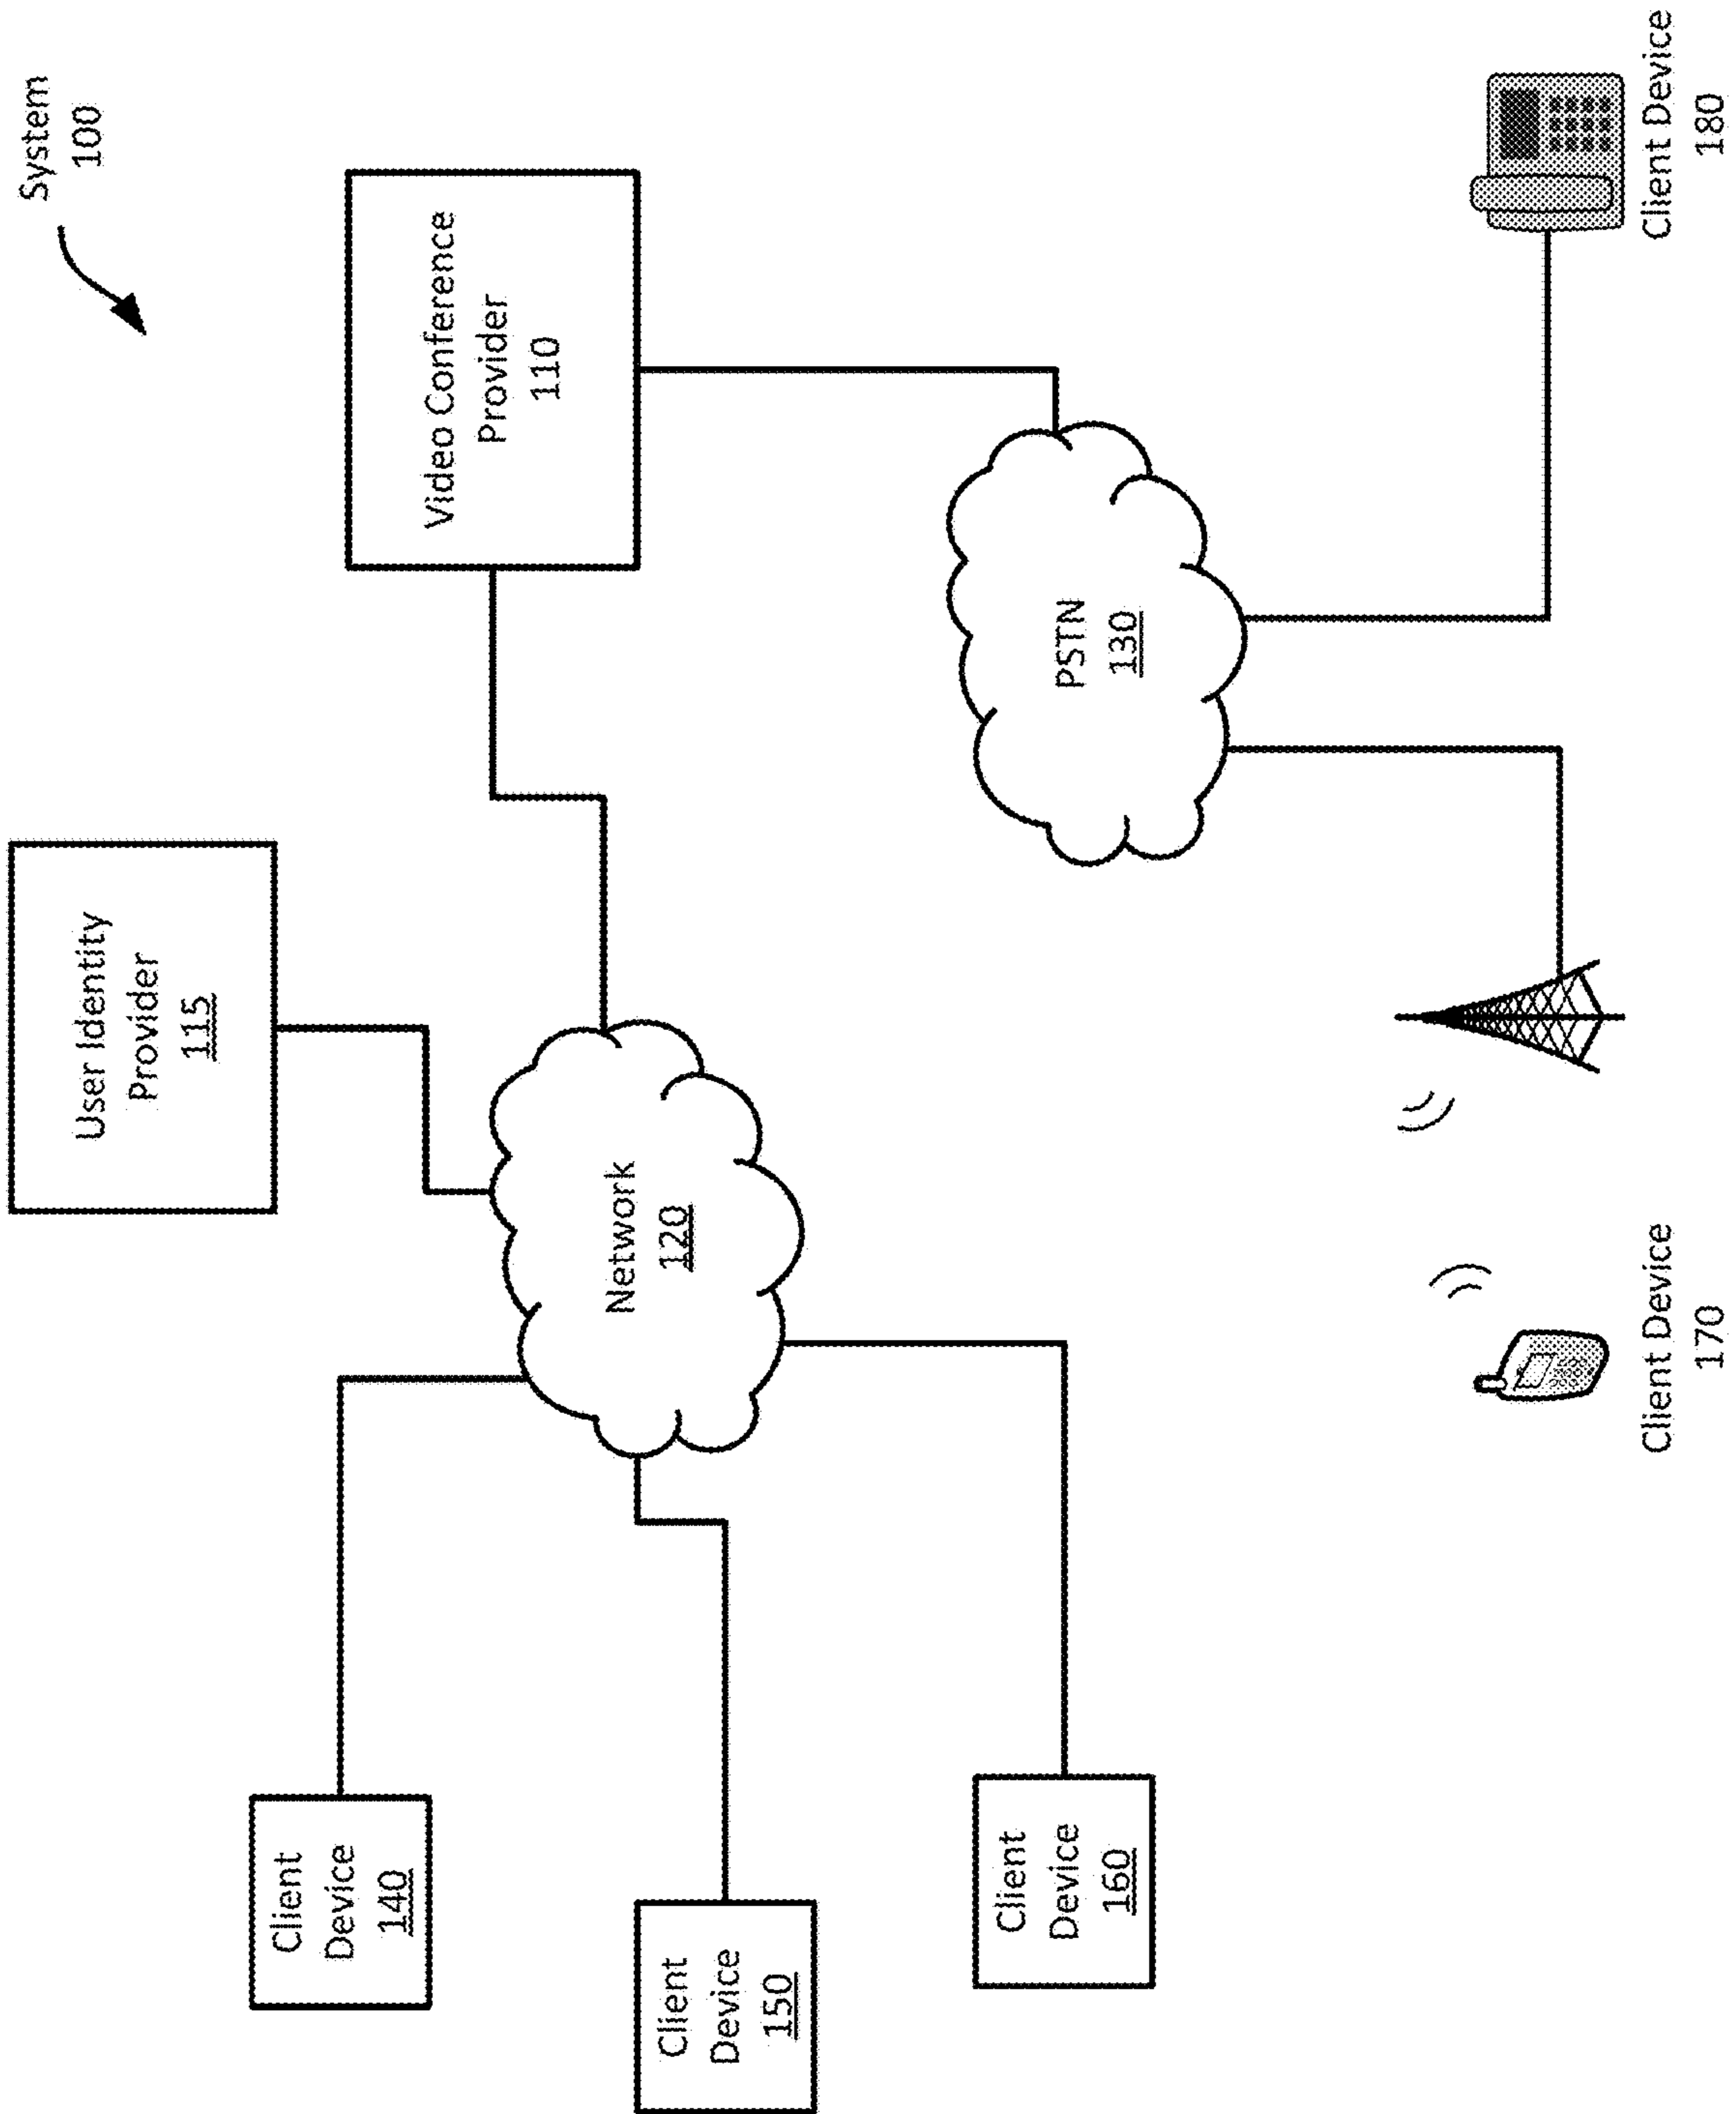 System
100
User Identity
Provider
115
Video Conference
Provider
110
Client
Device
140
Network
120
Client
Device
150
PSTN
130
Client
Device
160
Client Device
170
Client Device
180